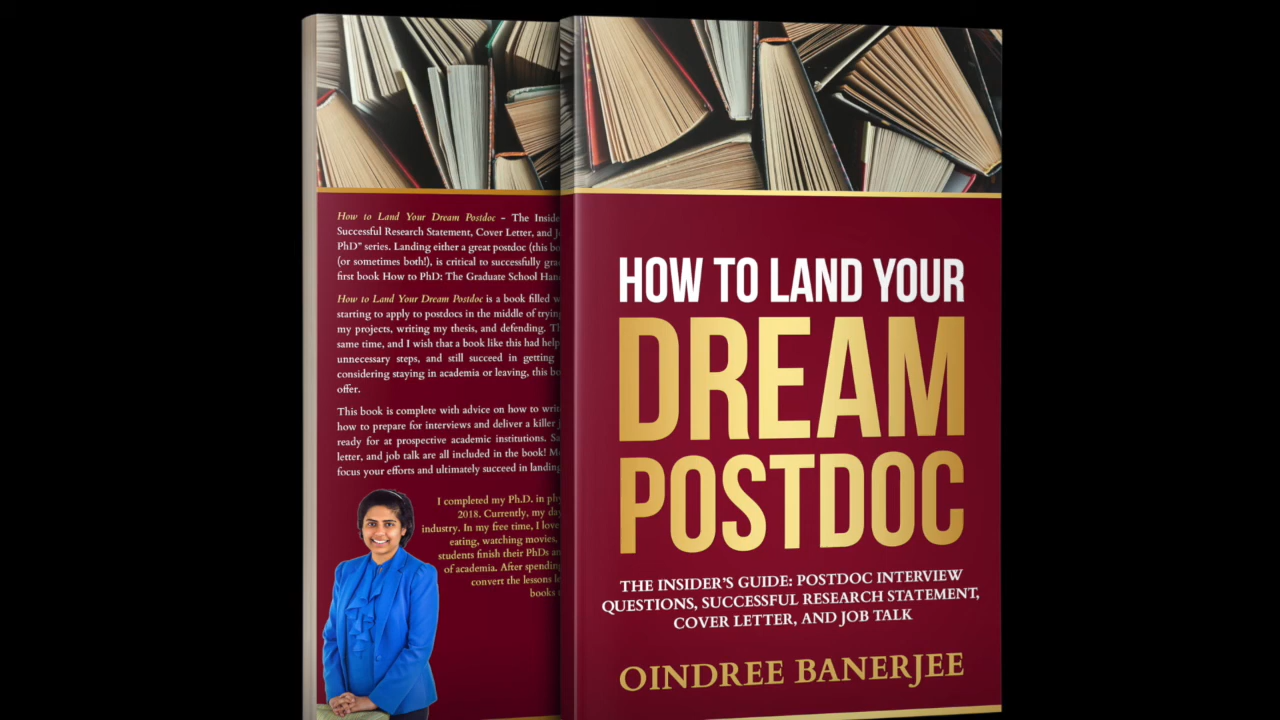 How to Land Your Dream Postdoc – The Inside
Successful Research Statement, Cover Letter, and J
PhD" series. Landing either a great postdoc (this bo
(or sometimes both!), is critical to successfully gra
first book How to PhD: The Graduate School Han
How to Land Your Dream Postdoc is a book filled w
starting to apply to postdocs in the middle of trying
my projects, writing my thesis, and defending. Th
same time, and I wish that a book like this had help
unnecessary steps, and still succeed in getting
considering staying in academia or leaving, this bo
offer.
This book is complete with advice on how to writ
how to prepare for interviews and deliver a killer j
ready for at prospective academic institutions. Sa
letter, and job talk are all included in the book! Mo
focus your efforts and ultimately succeed in landing
I completed my Ph.D. in phy
2018. Currently, my day
industry. In my free time, I love
eating, watching movies,
students finish their PhDs an
of academia. After spending
convert the lessons le
books
HOW TO LAND YOUR
DREAM
POSTDOC
THE INSIDER'S GUIDE: POSTDOC INTERVIEW
QUESTIONS, SUCCESSFUL RESEARCH STATEMENT,
COVER LETTER, AND JOB TALK
OINDREE BANERJEE